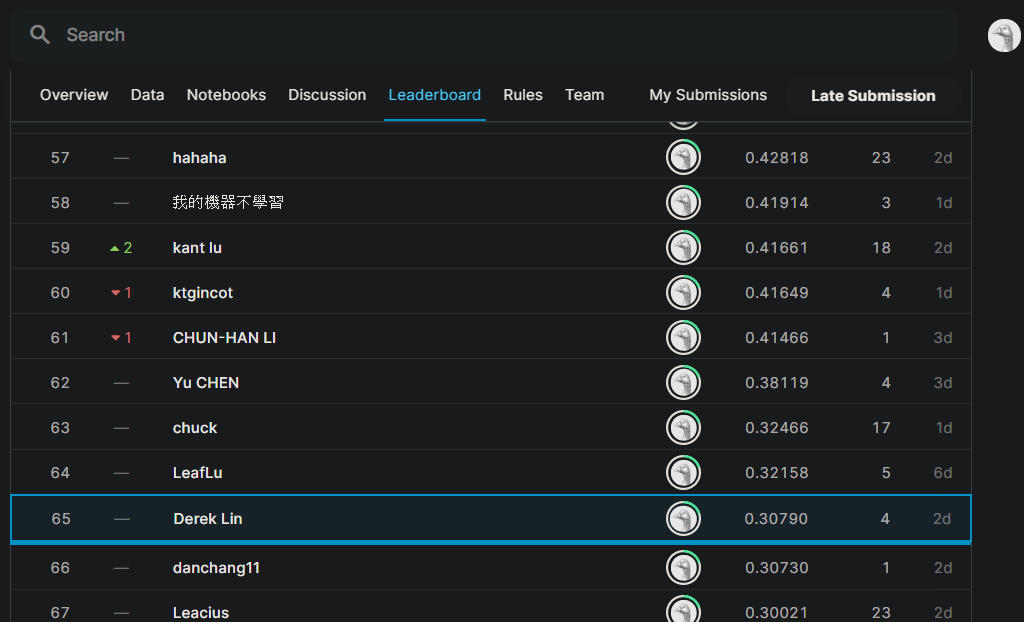 Search
Overview Data Notebooks Discussion Leaderboard Rules Team My Submissions Late Submission
57 — hahaha 0.42818 23 2d
58 — 我的機器不學習 0.41914 3 1d
59 2 kant lu 0.41661 18 2d
60 1 ktgincot 0.41649 4 1d
61 1 CHUN-HAN LI 0.41466 1 3d
62 — Yu CHEN 0.38119 4 3d
63 — chuck 0.32466 17 1d
64 — LeafLu 0.32158 5 6d
65 — Derek Lin 0.30790 4 2d
66 — danchang11 0.30730 1 2d
67 — Leacius 0.30021 23 2d